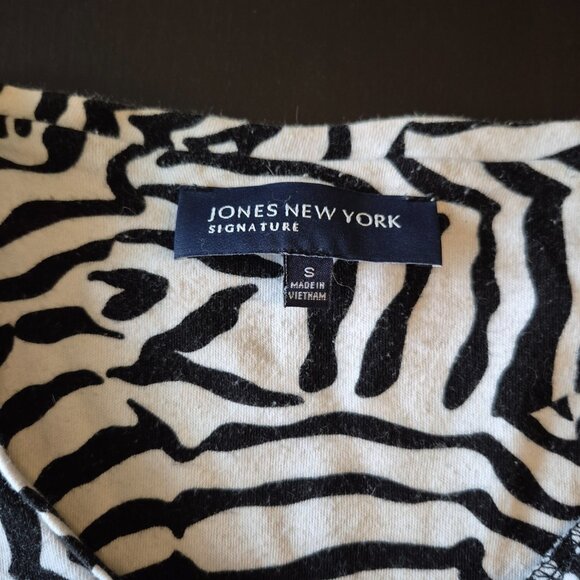 JONES NEW YORK
SIGNATURE
S
MADE IN
VIETNAM